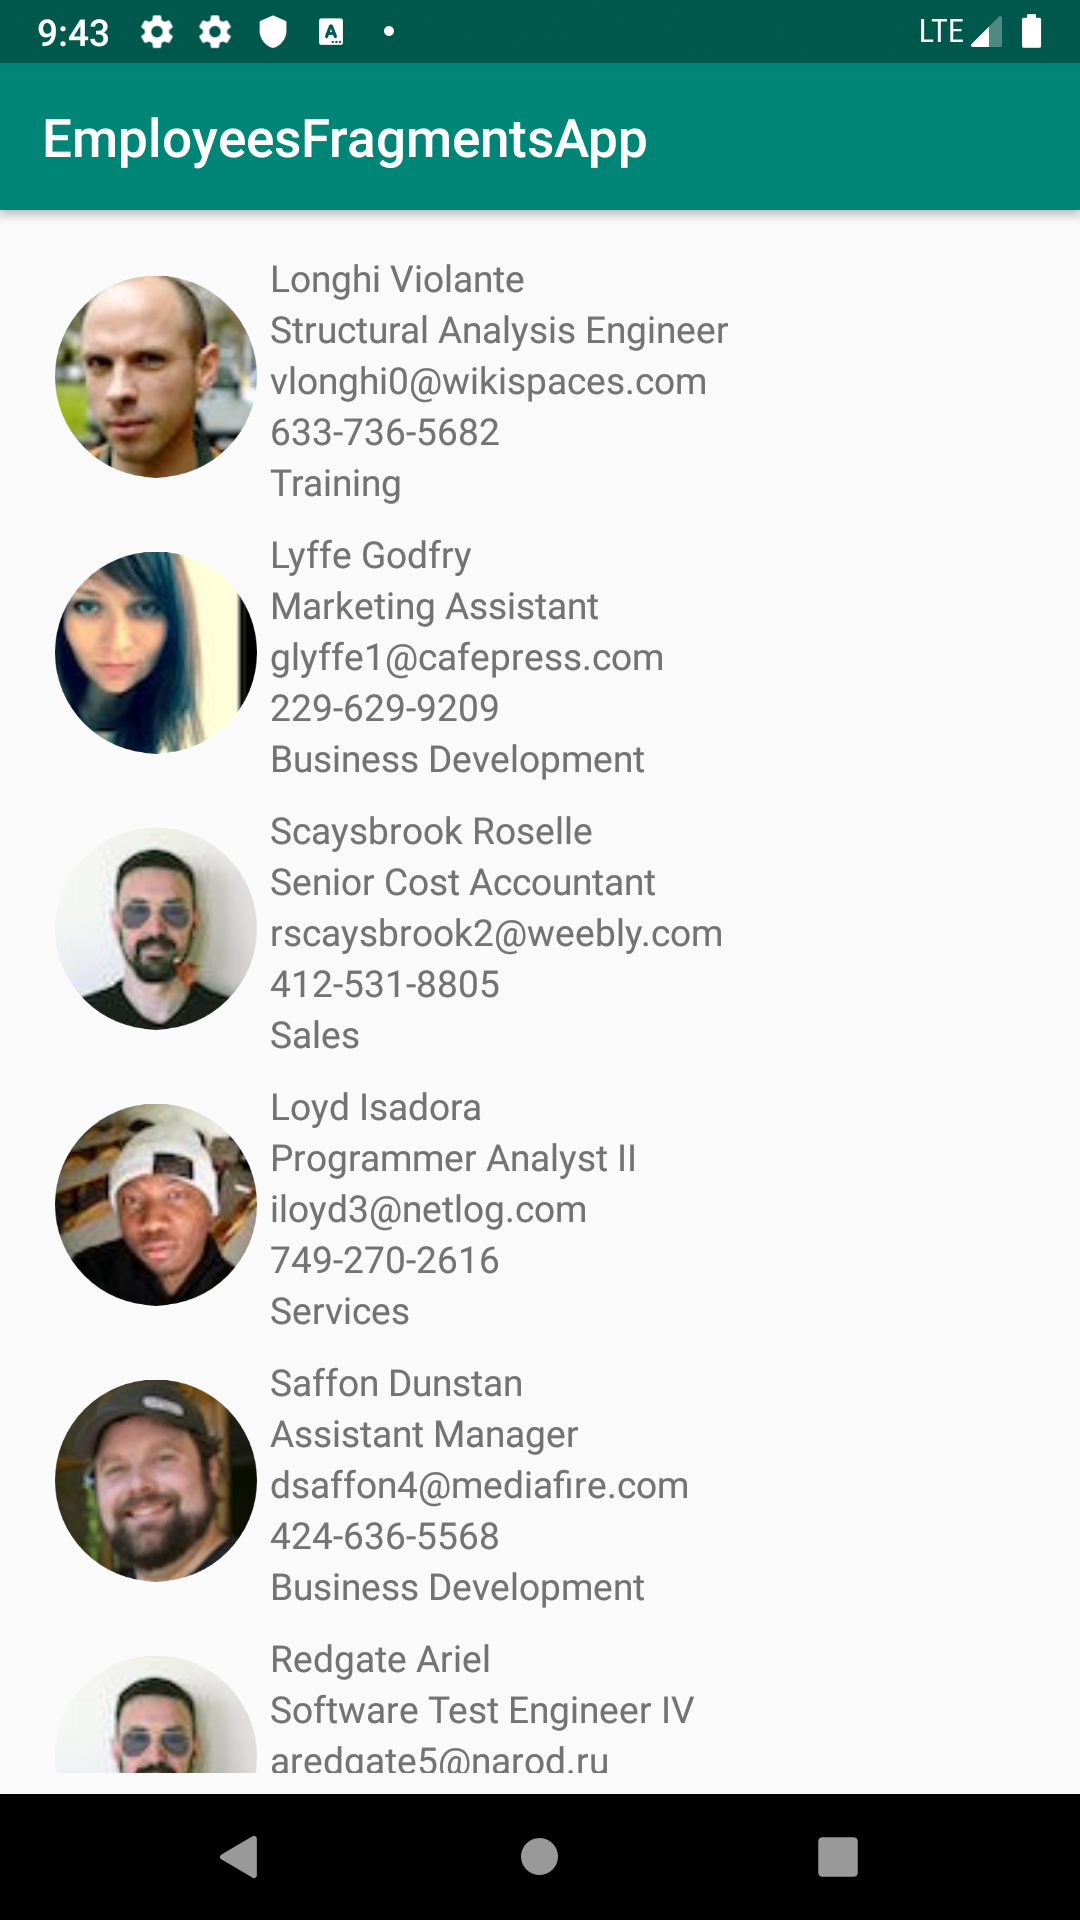 9:43
LTE
EmployeesFragmentsApp
Longhi Violante
Structural Analysis Engineer
vlonghi0@wikispaces.com
633-736-5682
Training
Lyffe Godfry
Marketing Assistant
glyffe1@cafepress.com
229-629-9209
Business Development
Scaysbrook Roselle
Senior Cost Accountant
rscaysbrook2@weebly.com
412-531-8805
Sales
Loyd Isadora
Programmer Analyst II
iloyd3@netlog.com
749-270-2616
Services
Saffon Dunstan
Assistant Manager
dsaffon4@mediafire.com
424-636-5568
Business Development
Redgate Ariel
Software Test Engineer IV
aredgate5@narod.ru